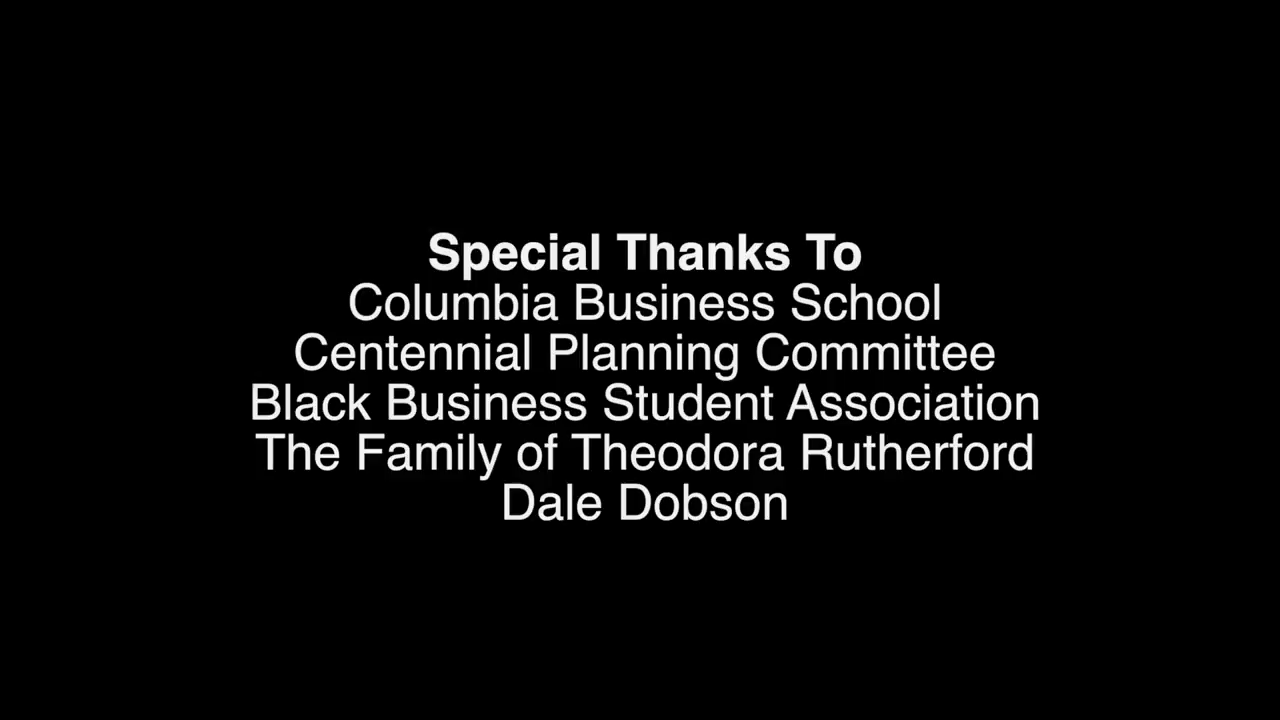 Special Thanks To
Columbia Business School
Centennial Planning Committee
Black Business Student Association
The Family of Theodora Rutherford
Dale Dobson